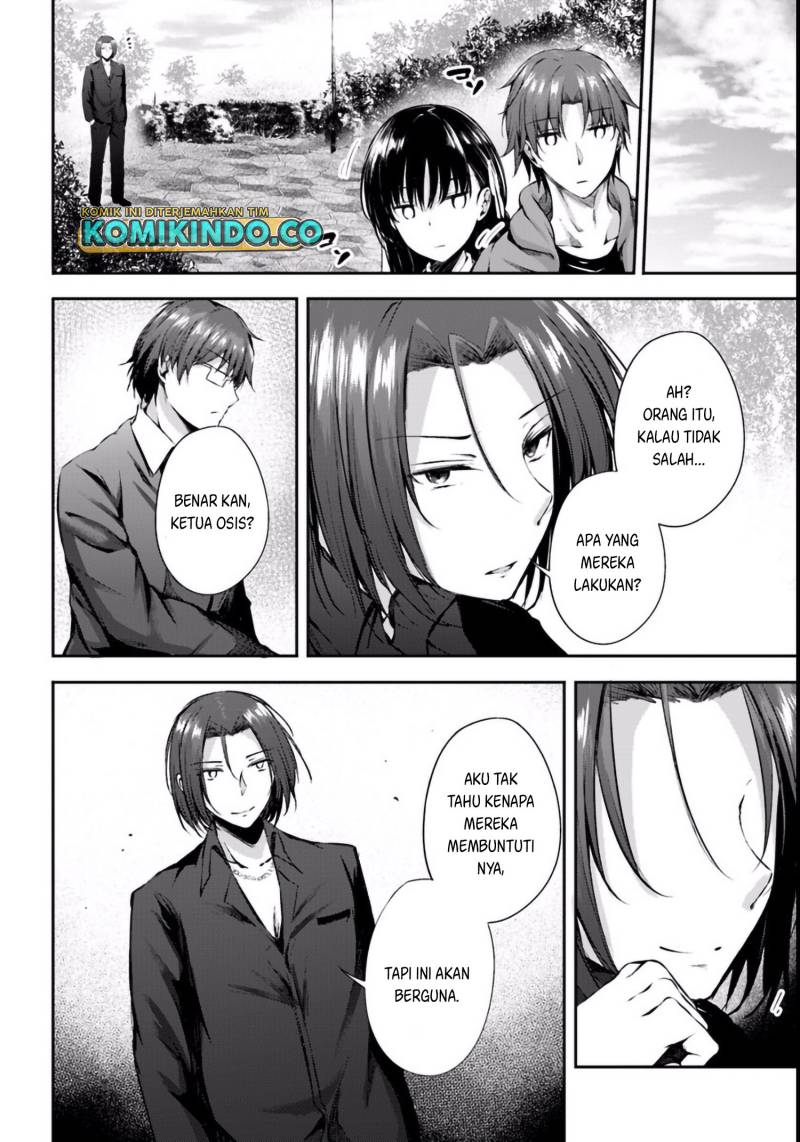 KOMIK INI DITERJEMAHKAN TIM
KOMIKINDO.CO
AH?
ORANG ITU,
KALAU TIDAK
SALAH...
APA YANG
MEREKA
LAKUKAN?
BENAR KAN,
KETUA OSIS?
AKU TAK
TAHU KENAPA
MEREKA
MEMBUNTUTI
NYA,
TAPI INI AKAN
BERGUNA.